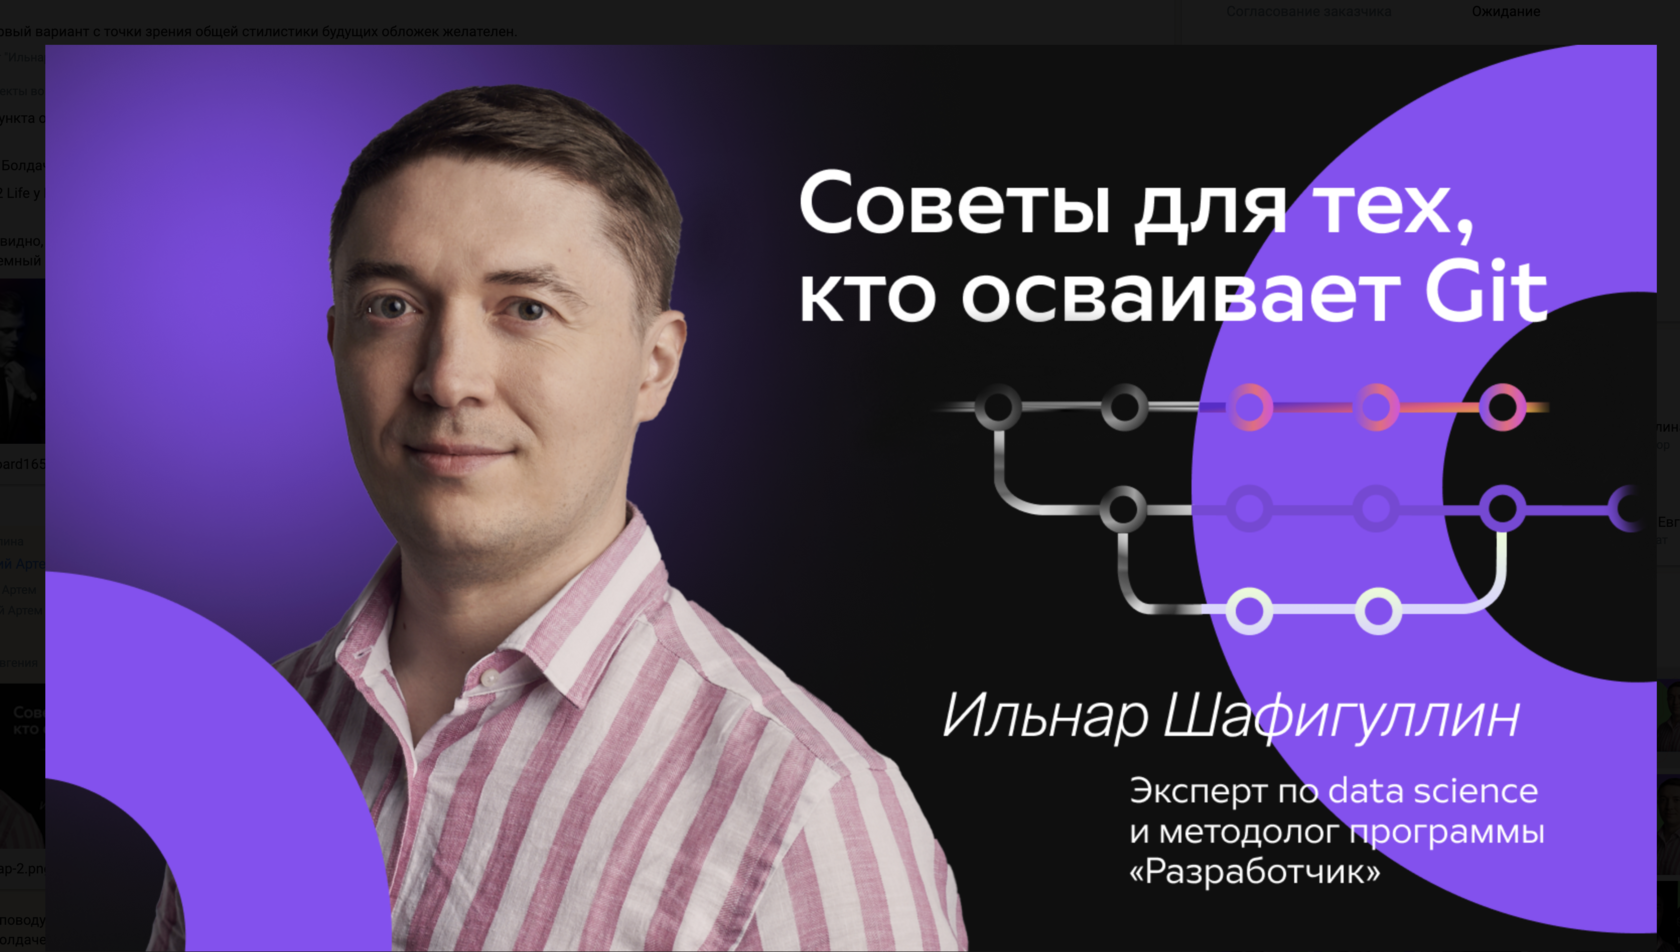 Согласование заказчика
Ожидание
овый вариант с точки зрения общей стилистики будущих обложек желателен.
Советы для тех,
кто осваивает Git
Ильнар Шафигуллин
Эксперт по data science
и методолог программы
«Разработчик»